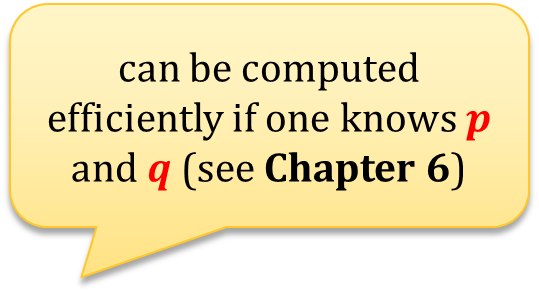 can be computed
efficiently if one knows p
and q (see Chapter 6)